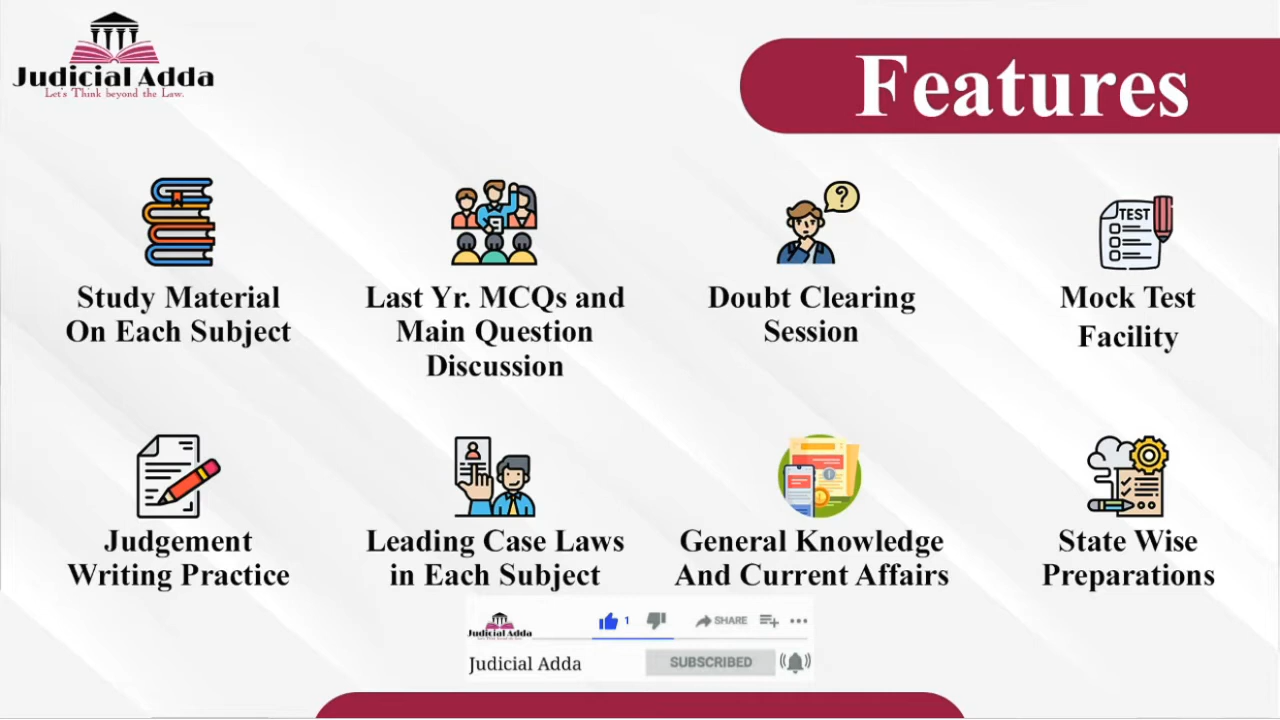 Judicial Adda
Let's Think beyond the Law.
Features
Study Material
On Each Subject
Last Yr. MCQs and
Main Question
Discussion
?
Doubt Clearing
Session
TEST
Mock Test
Facility
Judgement
Writing Practice
Leading Case Laws
in Each Subject
General Knowledge
And Current Affairs
State Wise
Preparations
Judicial Adda
1
SHARE
Judicial Adda
SUBSCRIBED